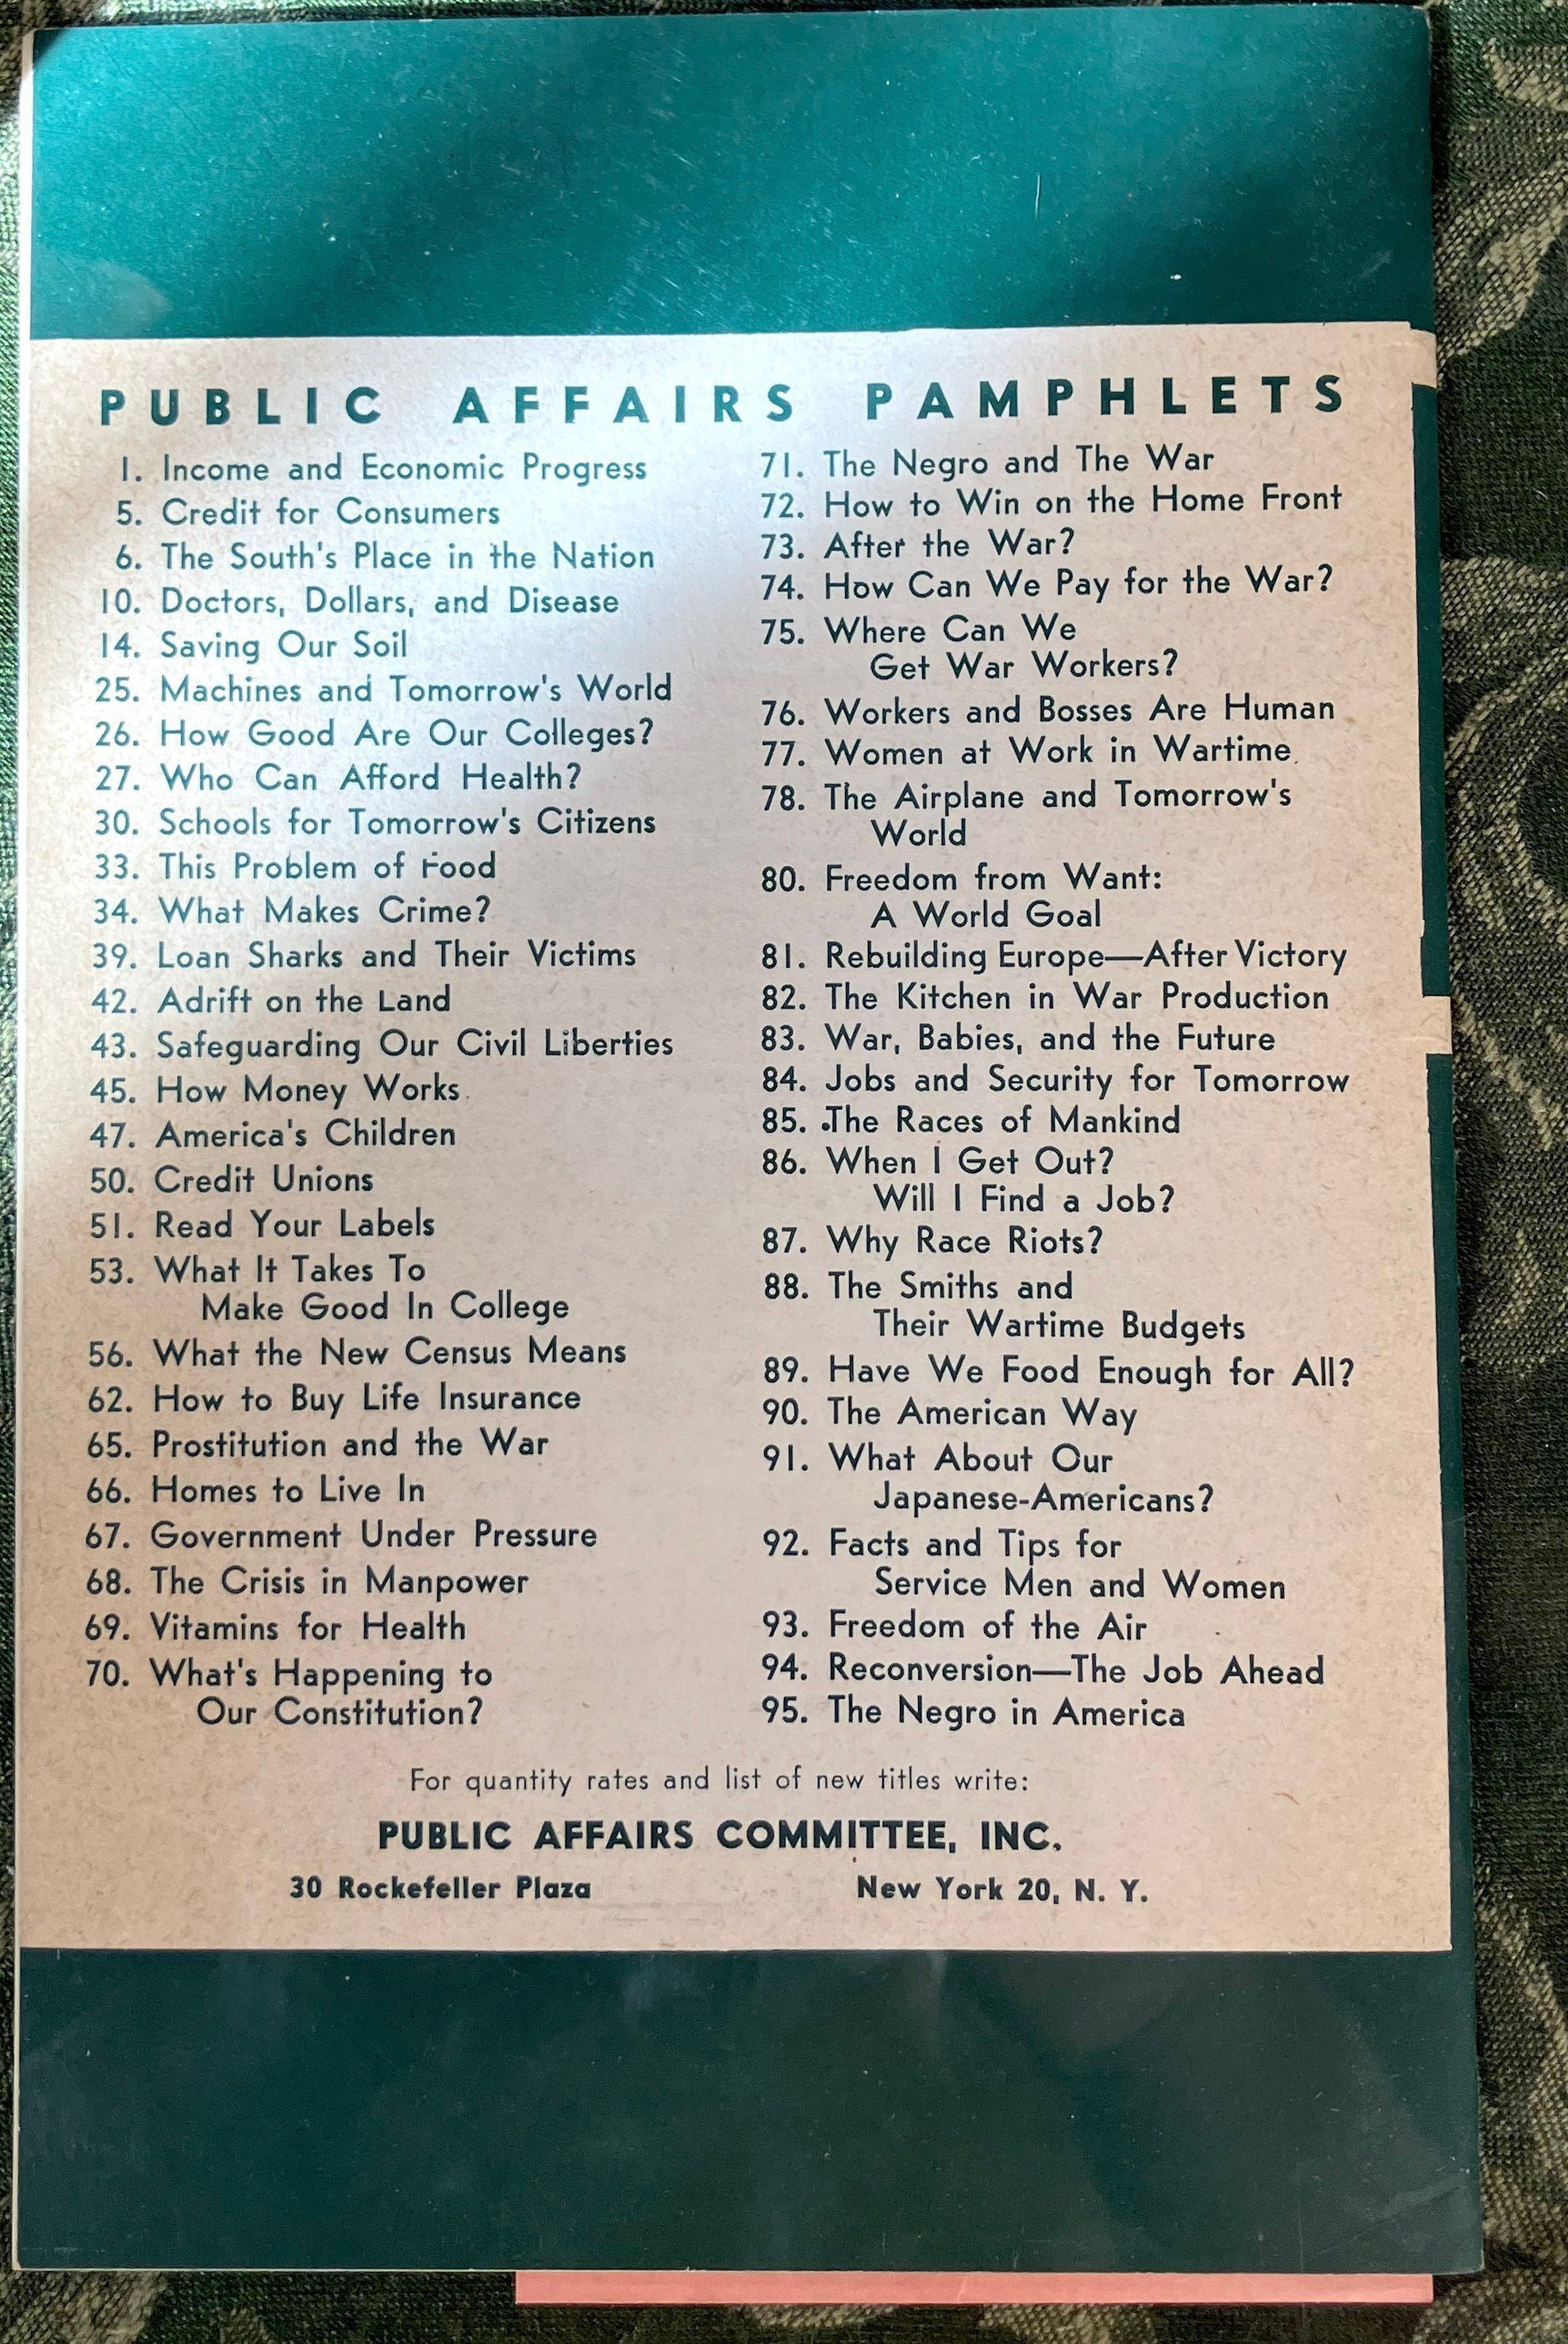 PUBLIC AFFAIRS PAMPHLETS
1. Income and Economic Progress
5. Credit for Consumers
6. The South's Place in the Nation
10. Doctors, Dollars, and Disease
14. Saving Our Soil
25. Machines and Tomorrow's World
26. How Good Are Our Colleges?
27. Who Can Afford Health?
30. Schools for Tomorrow's Citizens
33. This Problem of Food
34. What Makes Crime?
39. Loan Sharks and Their Victims
42. Adrift on the Land
43. Safeguarding Our Civil Liberties
45. How Money Works
47. America's Children
50. Credit Unions
51. Read Your Labels
53. What It Takes To
Make Good In College
56. What the New Census Means
62. How to Buy Life Insurance
65. Prostitution and the War
66. Homes to Live In
67. Government Under Pressure
68. The Crisis in Manpower
69. Vitamins for Health
70. What's Happening to
Our Constitution?
71. The Negro and The War
72. How to Win on the Home Front
73. After the War?
74. How Can We Pay for the War?
75. Where Can We
Get War Workers?
76. Workers and Bosses Are Human
77. Women at Work in Wartime
78. The Airplane and Tomorrow's
World
80. Freedom from Want:
A World Goal
81. Rebuilding Europe—After Victory
82. The Kitchen in War Production
83. War, Babies, and the Future
84. Jobs and Security for Tomorrow
85. The Races of Mankind
86. When I Get Out?
Will I Find a Job?
87. Why Race Riots?
88. The Smiths and
Their Wartime Budgets
89. Have We Food Enough for All?
90. The American Way
91. What About Our
Japanese-Americans?
92. Facts and Tips for
Service Men and Women
93. Freedom of the Air
94. Reconversion—The Job Ahead
95. The Negro in America
For quantity rates and list of new titles write:
PUBLIC AFFAIRS COMMITTEE, INC.
30 Rockefeller Plaza New York 20, N. Y.